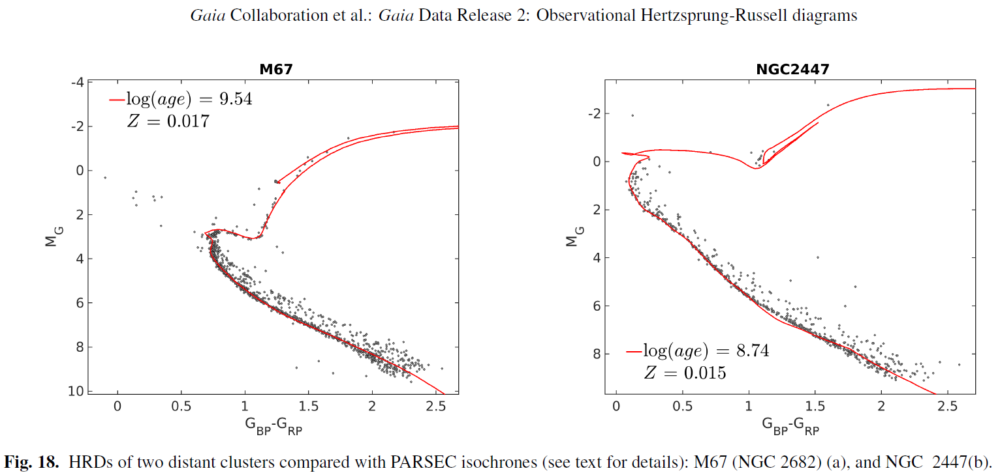 Gaia Collaboration et al.: Gaia Data Release 2: Observational Hertzsprung-Russell diagrams
M67
-4
-2
0
2
4
6
8
10
M_G
log(age) = 9.54
Z = 0.017
0 0.5 1 1.5 2 2.5
G_BP-G_RP
NGC2447
-2
0
2
4
6
8
M_G
log(age) = 8.74
Z = 0.015
0 0.5 1 1.5 2 2.5
G_BP-G_RP
Fig. 18. HRDs of two distant clusters compared with PARSEC isochrones (see text for details): M67 (NGC 2682) (a), and NGC 2447(b).